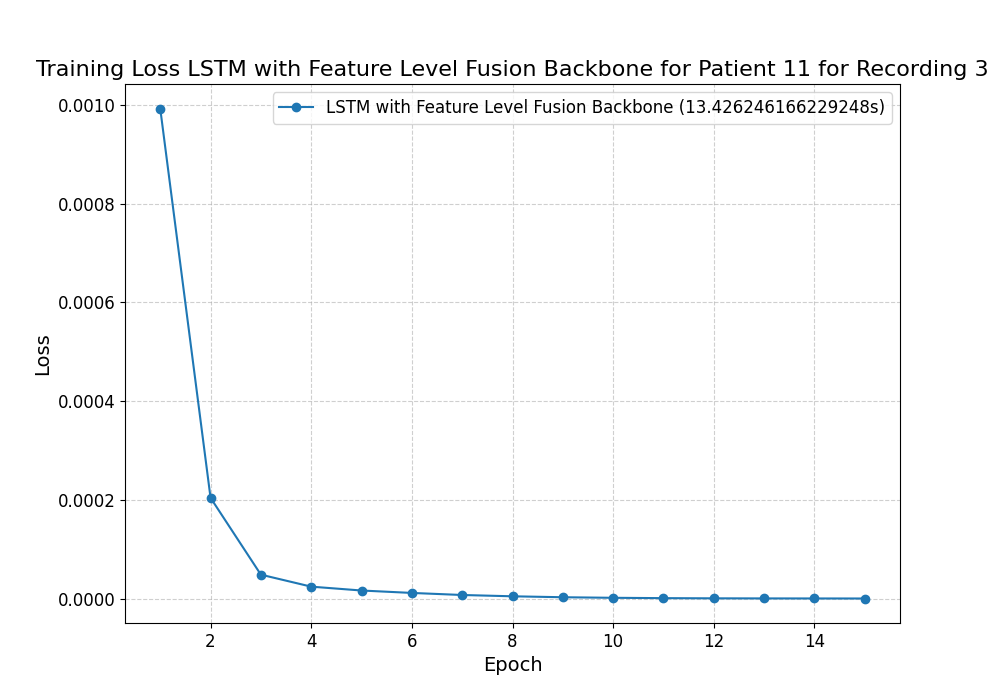 Training Loss LSTM with Feature Level Fusion Backbone for Patient 11 for Recording 3
LSTM with Feature Level Fusion Backbone (13.426246166229248s)
Loss
0.0010
0.0008
0.0006
0.0004
0.0002
0.0000
2 4 6 8 10 12 14
Epoch